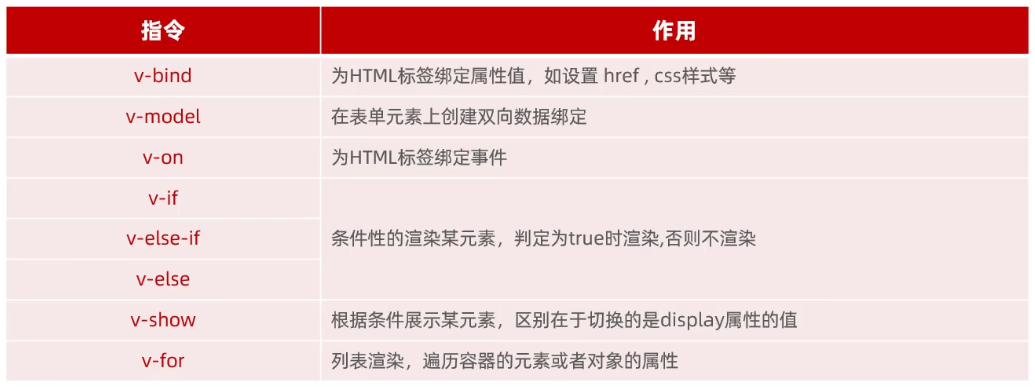 指令 作用
v-bind 为HTML标签绑定属性值，如设置 href , css样式等
v-model 在表单元素上创建双向数据绑定
v-on 为HTML标签绑定事件
v-if
v-else-if 条件性的渲染某元素，判定为true时渲染,否则不渲染
v-else
v-show 根据条件展示某元素，区别在于切换的是display属性的值
v-for 列表渲染，遍历容器的元素或者对象的属性